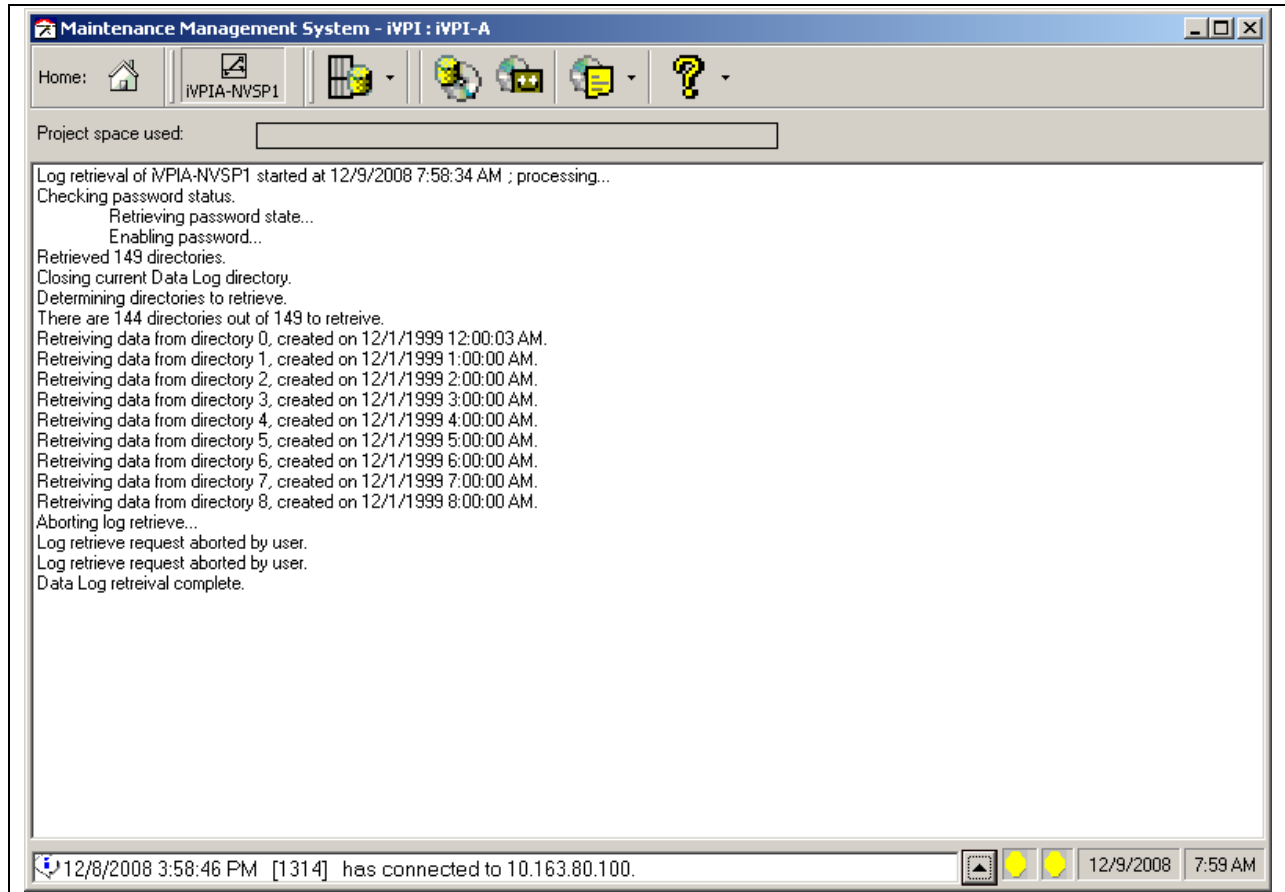 Maintenance Management System - iVPI : iVPI-A
Home:
iVPIA-NVSP1
Project space used:
Log retrieval of iVPIA-NVSP1 started at 12/9/2008 7:58:34 AM ; processing...
Checking password status.
Retrieving password state...
Enabling password...
Retrieved 149 directories.
Closing current Data Log directory.
Determining directories to retrieve.
There are 144 directories out of 149 to retreive.
Retreiving data from directory 0, created on 12/1/1999 12:00:03 AM.
Retreiving data from directory 1, created on 12/1/1999 1:00:00 AM.
Retreiving data from directory 2, created on 12/1/1999 2:00:00 AM.
Retreiving data from directory 3, created on 12/1/1999 3:00:00 AM.
Retreiving data from directory 4, created on 12/1/1999 4:00:00 AM.
Retreiving data from directory 5, created on 12/1/1999 5:00:00 AM.
Retreiving data from directory 6, created on 12/1/1999 6:00:00 AM.
Retreiving data from directory 7, created on 12/1/1999 7:00:00 AM.
Retreiving data from directory 8, created on 12/1/1999 8:00:00 AM.
Aborting log retrieve...
Log retrieve request aborted by user.
Log retrieve request aborted by user.
Data Log retreival complete.
12/8/2008 3:58:46 PM [1314] has connected to 10.163.80.100.
12/9/2008 7:59 AM